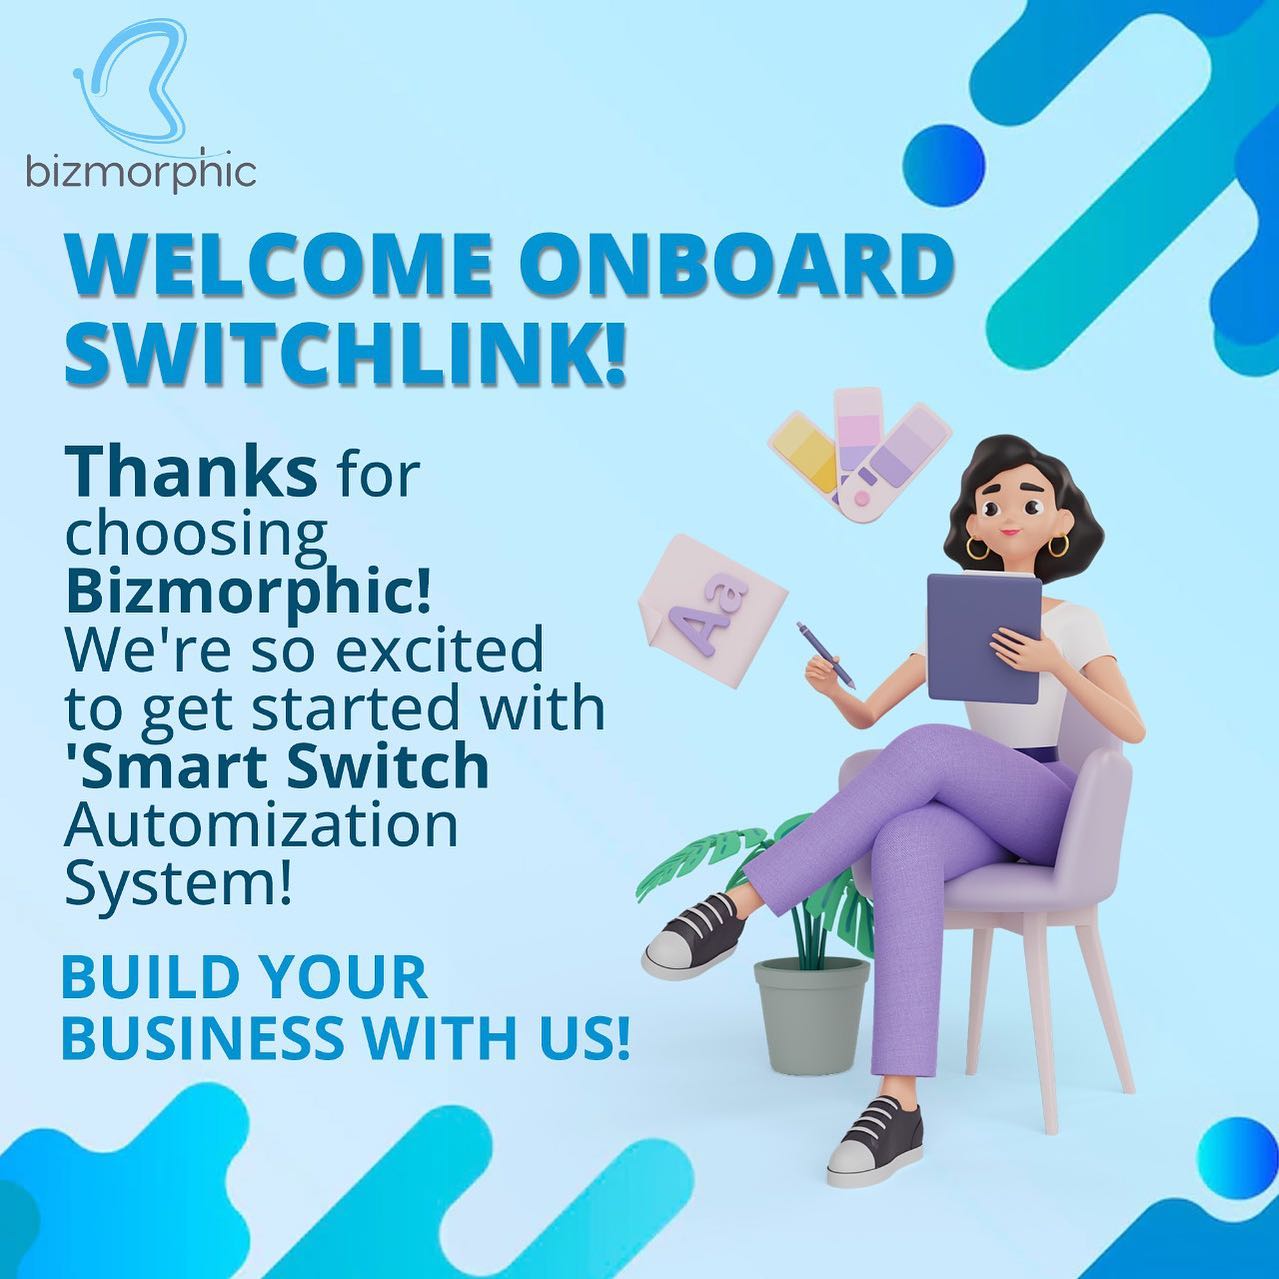 bizmorphic
WELCOME ONBOARD
SWITCHLINK!
Thanks for
choosing
Bizmorphic!
We're so excited
to get started with
'Smart Switch
Automization
System!
BUILD YOUR
BUSINESS WITH US!
Aa